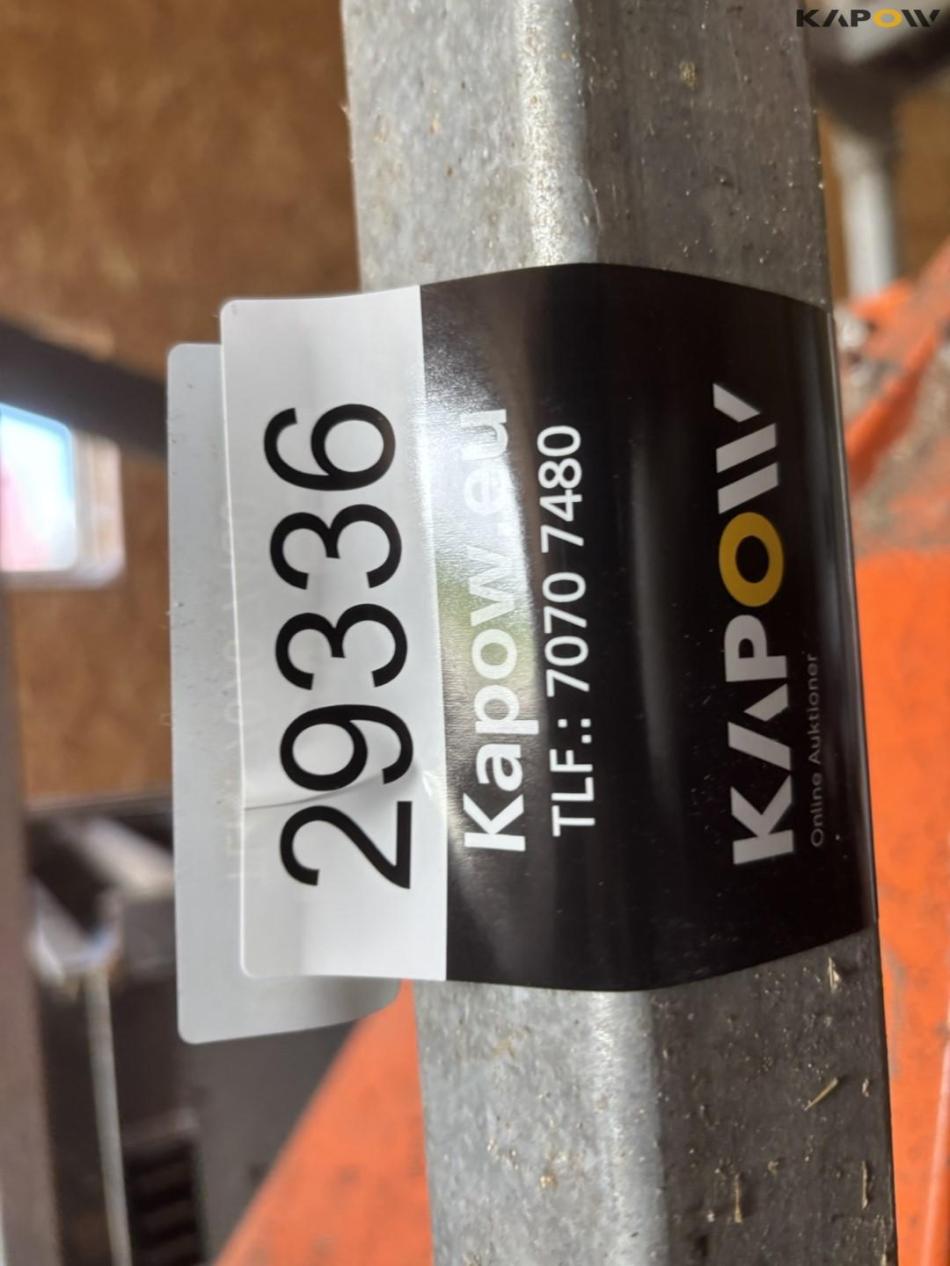 KAPOW
29336
Kapow.eu
TLF.: 7070 7480
KAPOW
Online Auktioner